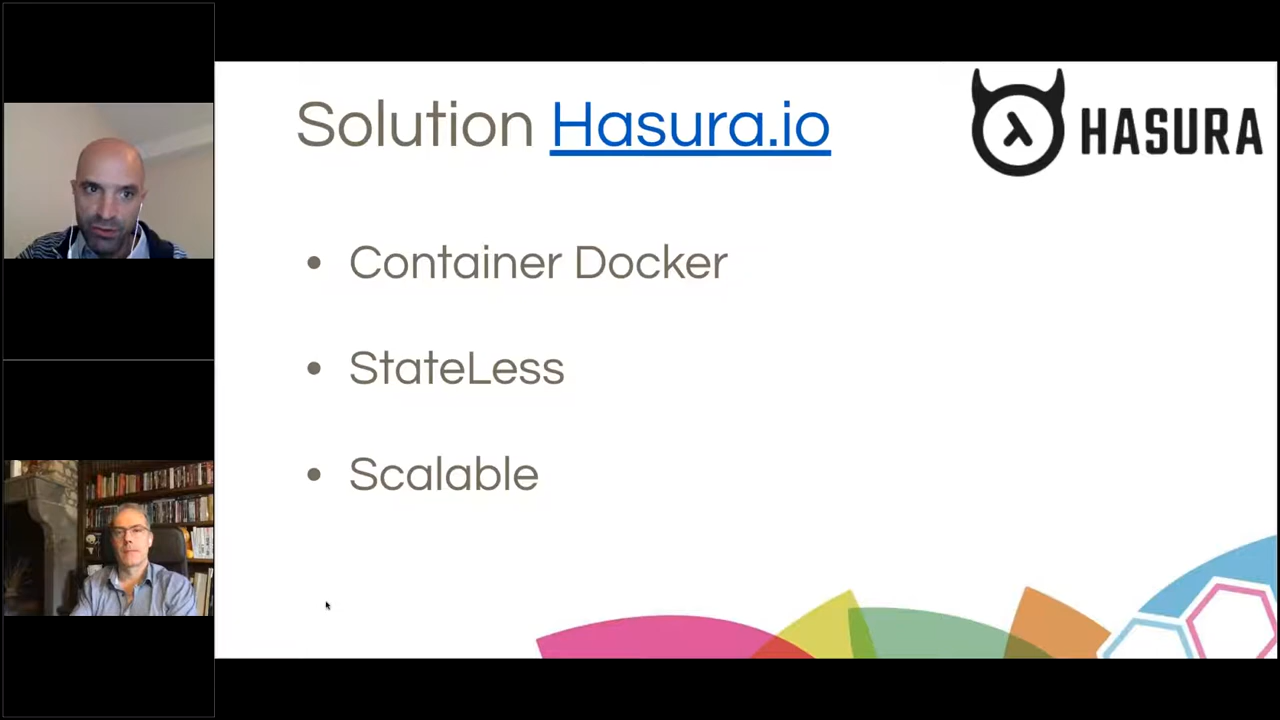 Solution Hasura.io
HASURA
• Container Docker
• StateLess
• Scalable